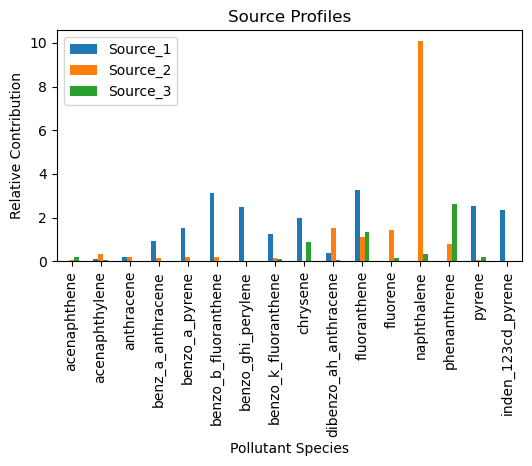 Source Profiles
Relative Contribution
10
8
6
4
2
0
Source_1
Source_2
Source_3
acenaphthene
acenaphthylene
anthracene
benz_a_anthracene
benzo_a_pyrene
benzo_b_fluoranthene
benzo_ghi_perylene
benzo_k_fluoranthene
chrysene
dibenzo_ah_anthracene
fluoranthene
fluorene
naphthalene
phenanthrene
pyrene
inden_123cd_pyrene
Pollutant Species